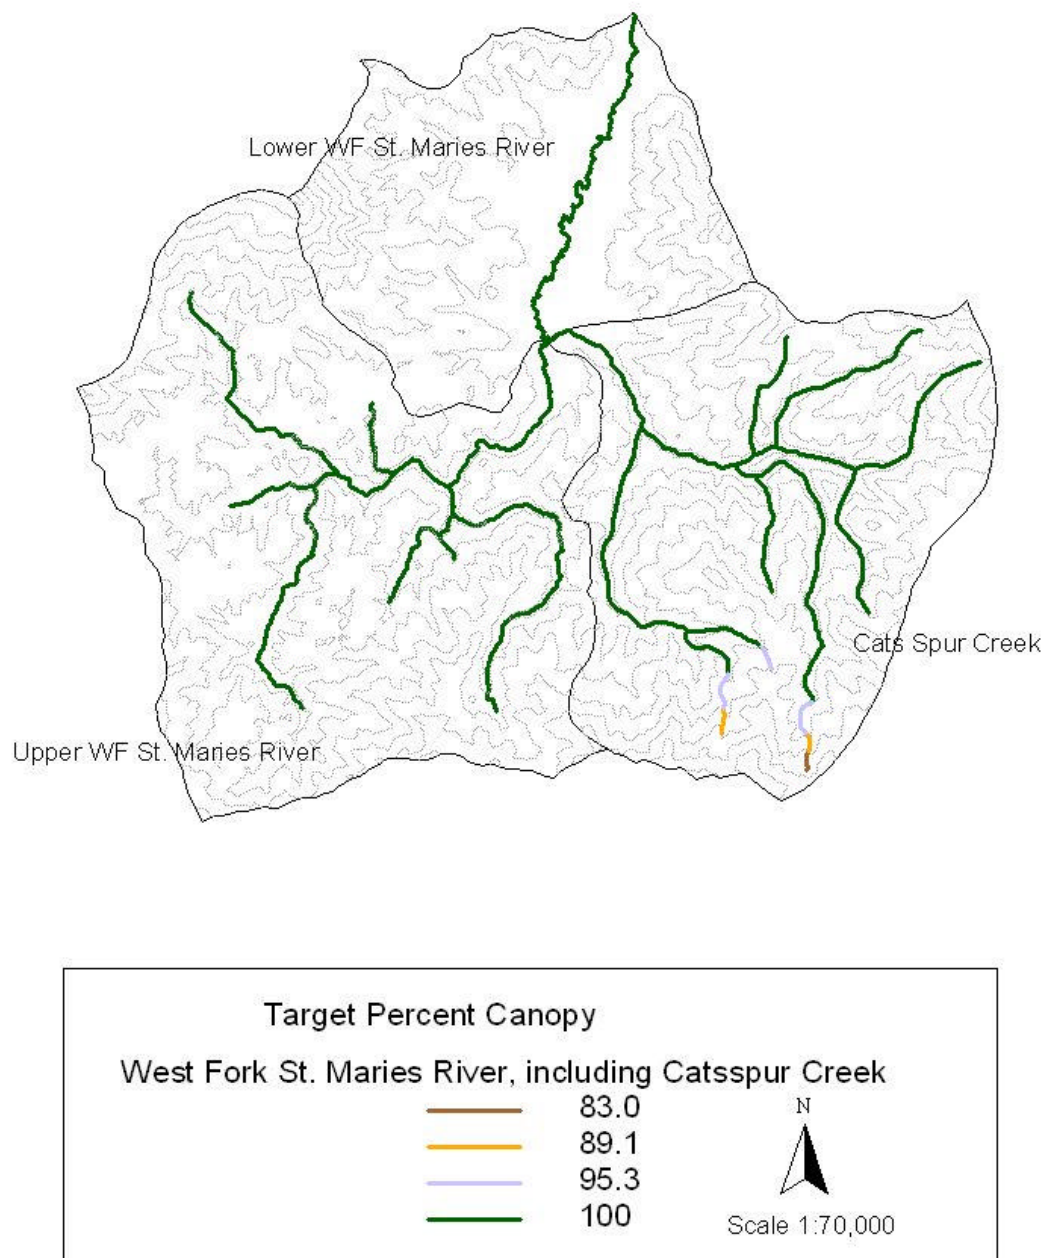 Lower WF St. Maries River
Cats Spur Creek
Upper WF St. Maries River
Target Percent Canopy
West Fork St. Maries River, including Catsspur Creek
83.0
89.1
95.3
100
N
Scale 1:70,000